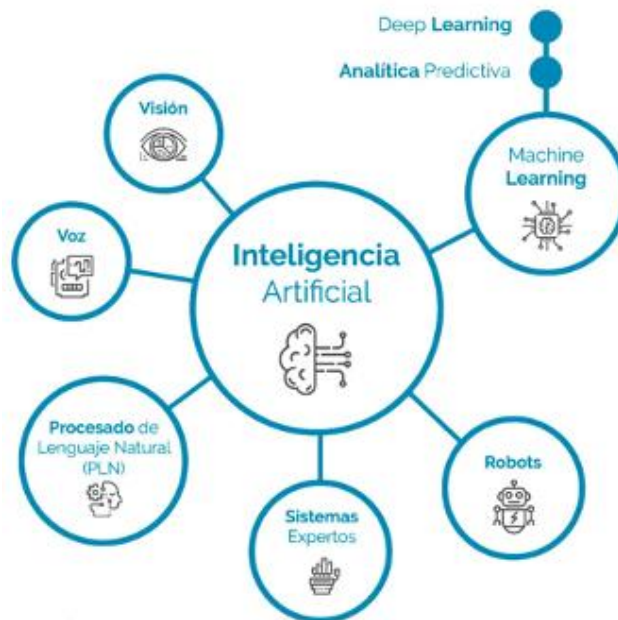 Deep Learning
Analítica Predictiva
Visión
Machine
Learning
Voz
Inteligencia
Artificial
Procesado de
Lenguaje Natural
(PLN)
Robots
Sistemas
Expertos